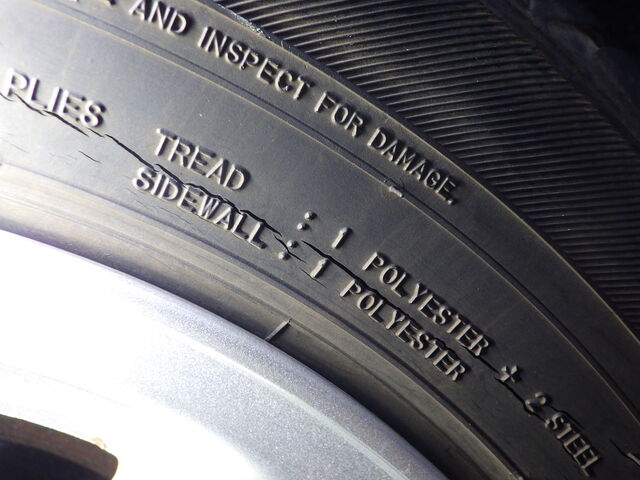 AND INSPECT FOR DAMAGE.
PLIES TREAD : 1 POLYESTER + 2 STEEL
SIDEWALL : 1 POLYESTER